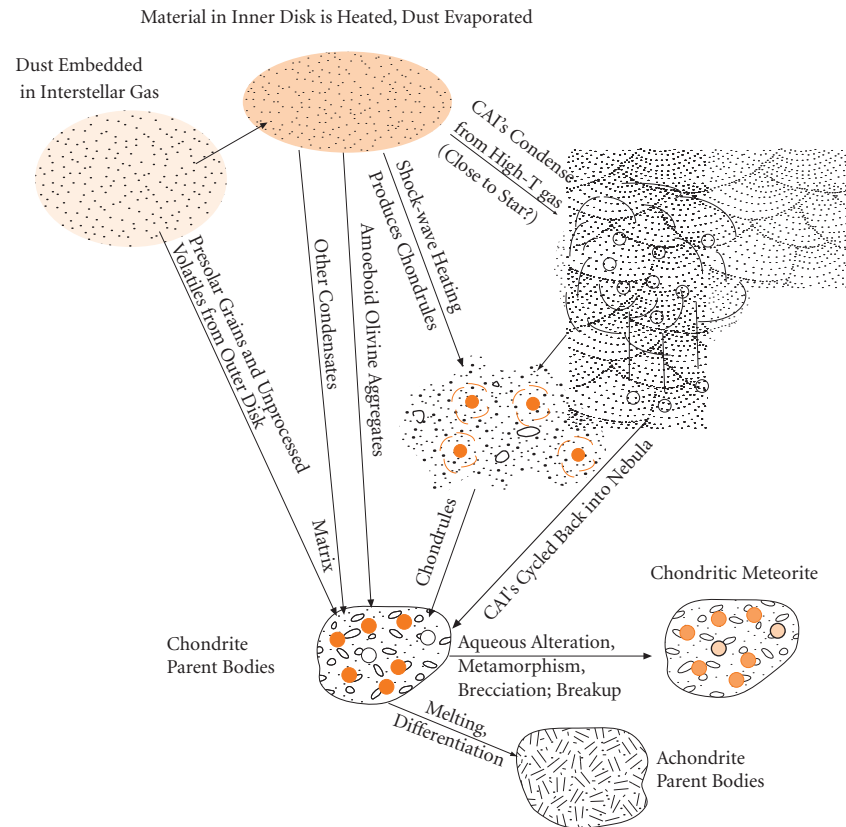 Material in Inner Disk is Heated, Dust Evaporated
Dust Embedded
in Interstellar Gas
CAI's Condense
from High-T gas
(Close to Star?)
Shock-wave Heating
Produces Chondrules
Amoeboid Olivine Aggregates
Other Condensates
Presolar Grains and Unprocessed
Volatiles from Outer Disk
Matrix
Chondrules
CAI's Cycled Back into Nebula
Chondritic Meteorite
Chondrite
Parent Bodies
Aqueous Alteration,
Metamorphism,
Brecciation; Breakup
Melting,
Differentiation
Achondrite
Parent Bodies